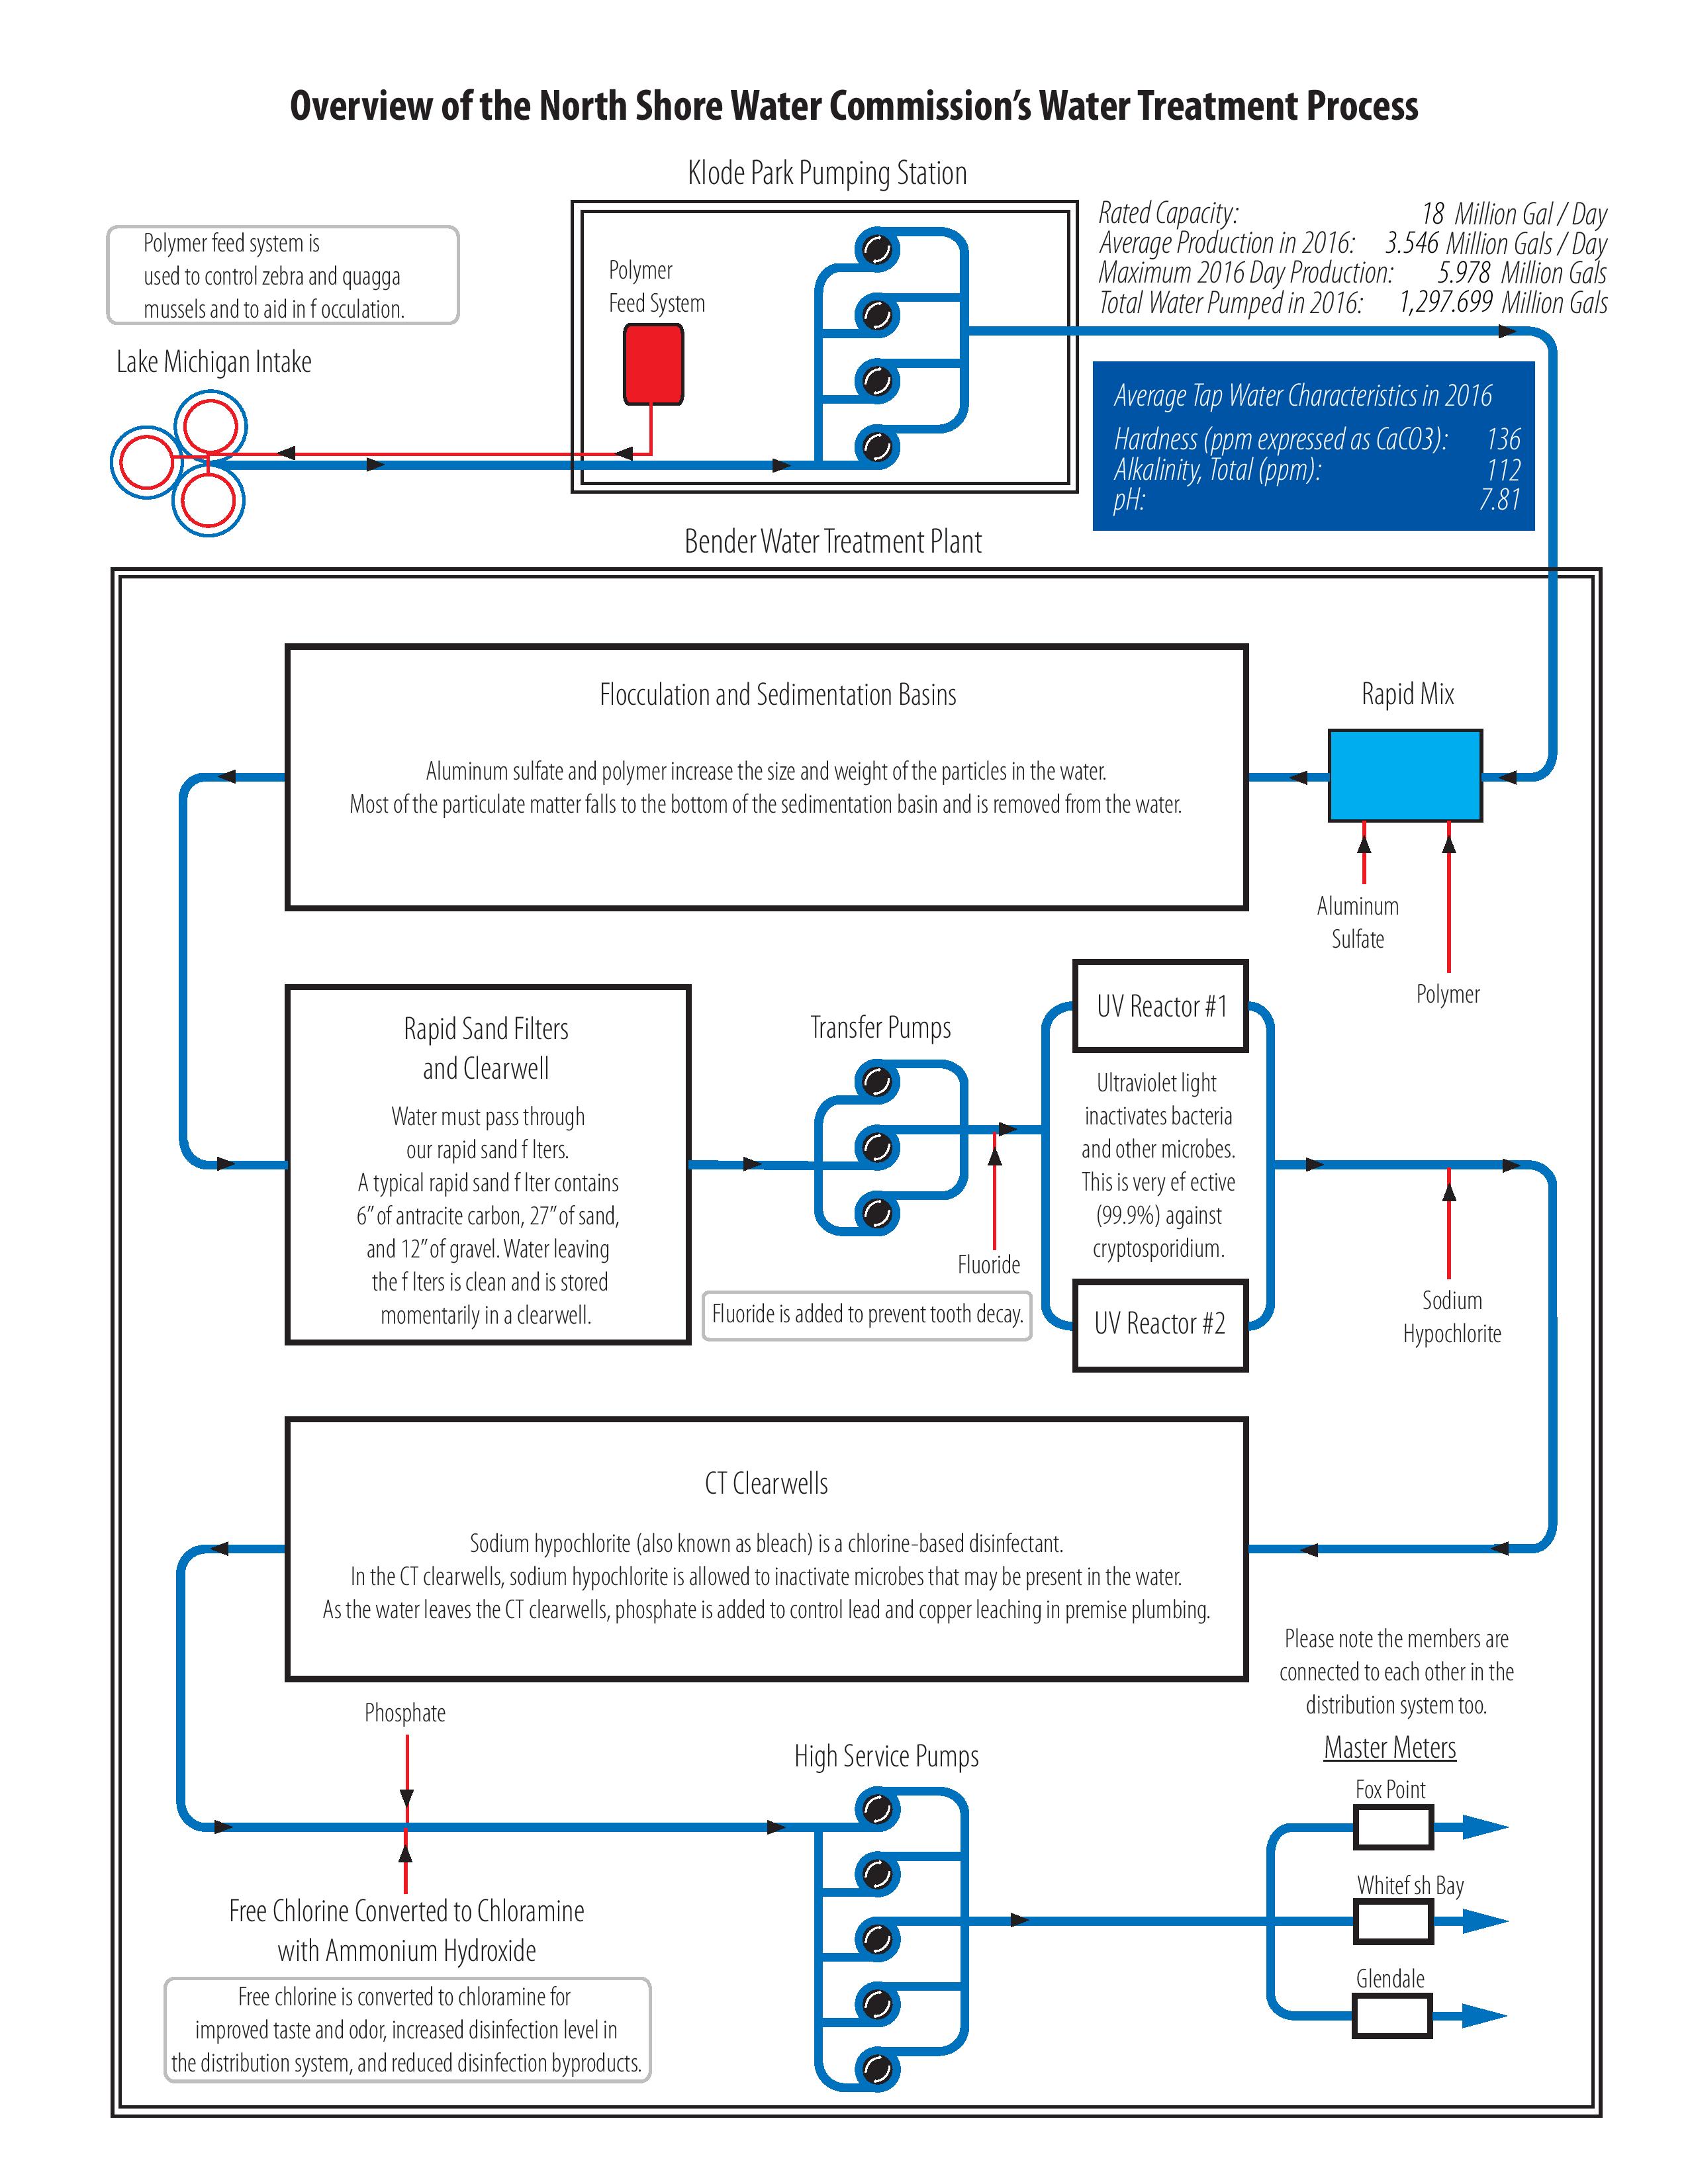 Overview of the North Shore Water Commission's Water Treatment Process
Klode Park Pumping Station
Rated Capacity: 18 Million Gal / Day
Average Production in 2016: 3.546 Million Gals / Day
Maximum 2016 Day Production: 5.978 Million Gals
Total Water Pumped in 2016: 1,297.699 Million Gals
Polymer feed system is
used to control zebra and quagga
mussels and to aid in f occulation.
Polymer
Feed System
Lake Michigan Intake
Average Tap Water Characteristics in 2016
Hardness (ppm expressed as CaCO3): 136
Alkalinity, Total (ppm): 112
pH: 7.81
Bender Water Treatment Plant
Flocculation and Sedimentation Basins
Aluminum sulfate and polymer increase the size and weight of the particles in the water.
Most of the particulate matter falls to the bottom of the sedimentation basin and is removed from the water.
Rapid Mix
Aluminum
Sulfate
Polymer
Rapid Sand Filters
and Clearwell
Water must pass through
our rapid sand f lters.
A typical rapid sand f lter contains
6" of antracite carbon, 27" of sand,
and 12" of gravel. Water leaving
the f lters is clean and is stored
momentarily in a clearwell.
Transfer Pumps
Fluoride
Fluoride is added to prevent tooth decay.
UV Reactor #1
Ultraviolet light
inactivates bacteria
and other microbes.
This is very ef ective
(99.9%) against
cryptosporidium.
UV Reactor #2
Sodium
Hypochlorite
CT Clearwells
Sodium hypochlorite (also known as bleach) is a chlorine-based disinfectant.
In the CT clearwells, sodium hypochlorite is allowed to inactivate microbes that may be present in the water.
As the water leaves the CT clearwells, phosphate is added to control lead and copper leaching in premise plumbing.
Phosphate
Free Chlorine Converted to Chloramine
with Ammonium Hydroxide
Free chlorine is converted to chloramine for
improved taste and odor, increased disinfection level in
the distribution system, and reduced disinfection byproducts.
High Service Pumps
Please note the members are
connected to each other in the
distribution system too.
Master Meters
Fox Point
Whitef sh Bay
Glendale